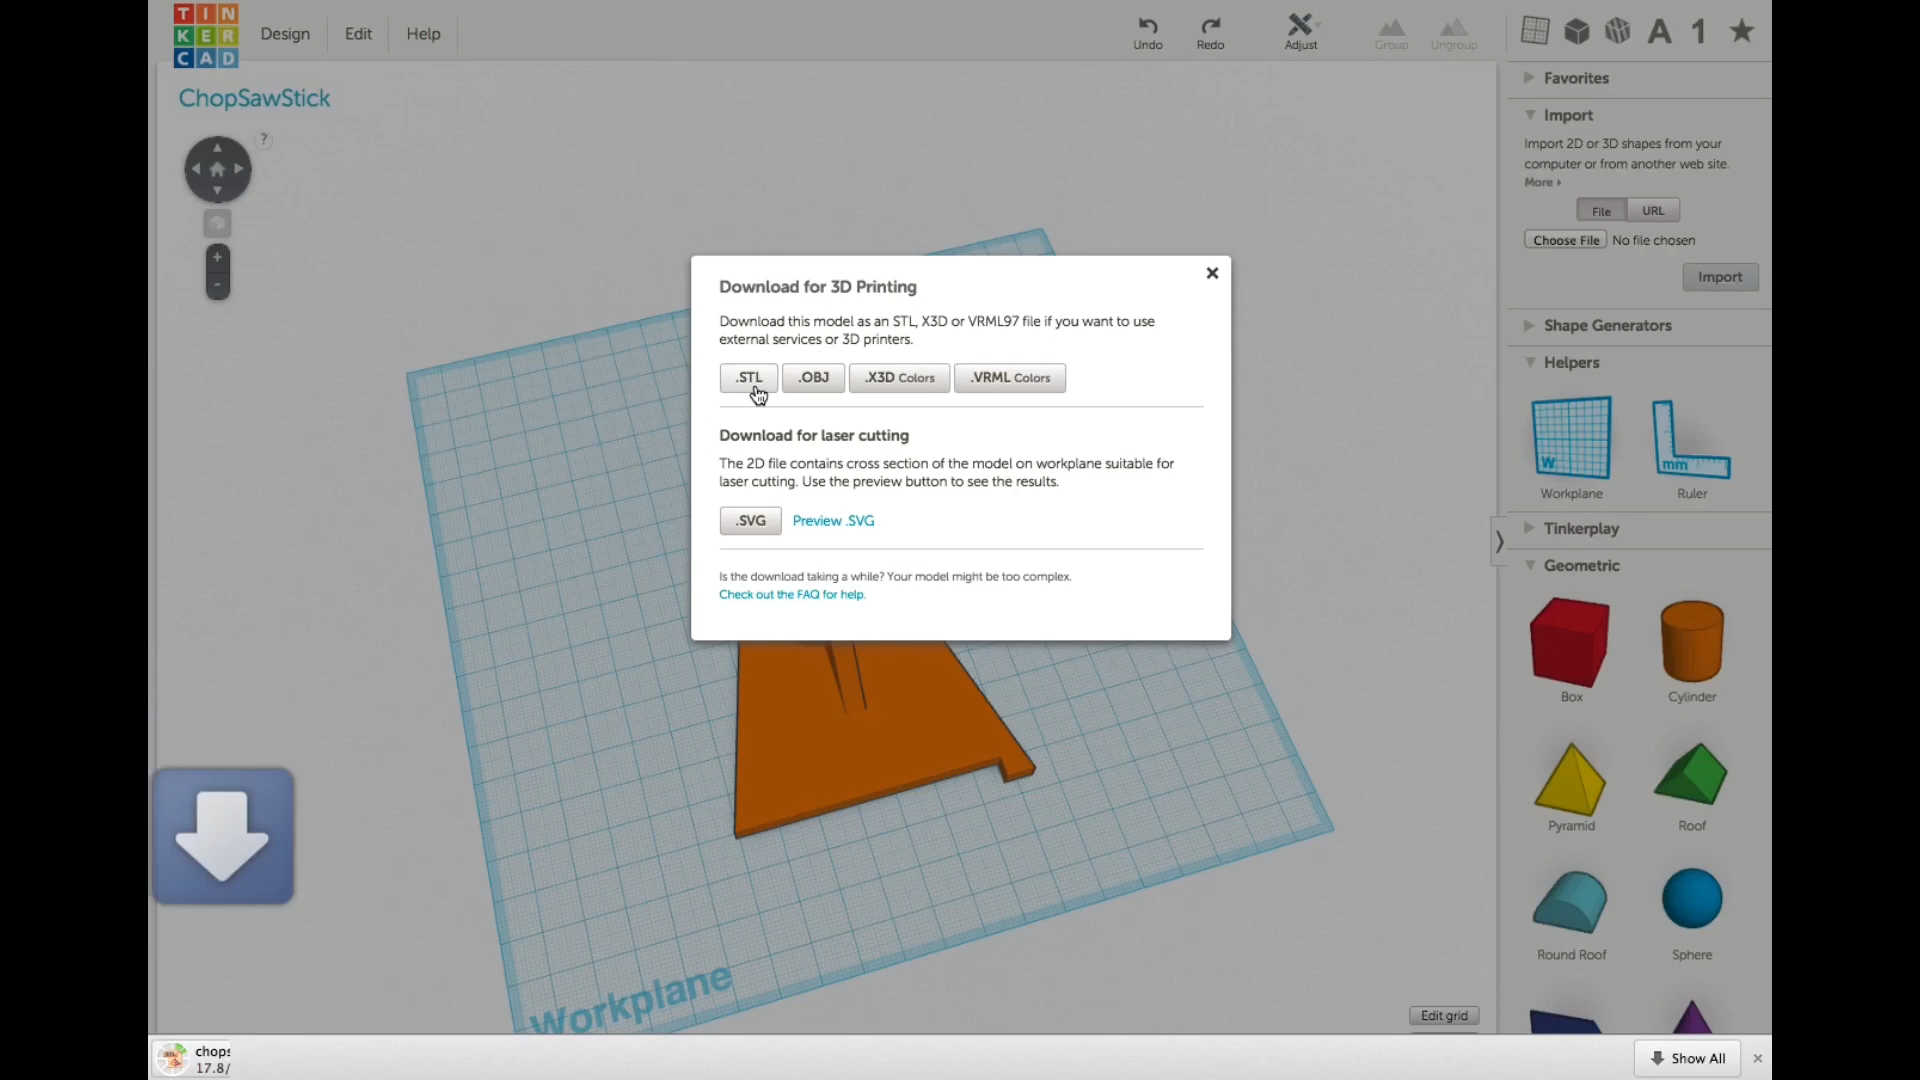 TIN
KER
CAD
Design
Edit
Help
Undo
Redo
Adjust
Group
Ungroup
A
1
ChopSawStick
?
+
-
Favorites
Import
Import 2D or 3D shapes from your
computer or from another web site.
More
File
URL
Choose File
No file chosen
Import
Shape Generators
Helpers
W
mm
Workplane
Ruler
Tinkerplay
Geometric
Box
Cylinder
Pyramid
Roof
Round Roof
Sphere
Download for 3D Printing
Download this model as an STL, X3D or VRML97 file if you want to use
external services or 3D printers.
.STL
.OBJ
.X3D Colors
.VRML Colors
Download for laser cutting
The 2D file contains cross section of the model on workplane suitable for
laser cutting. Use the preview button to see the results.
.SVG
Preview .SVG
Is the download taking a while? Your model might be too complex.
Check out the FAQ for help.
Workplane
Edit grid
chops
17.8/
Show All